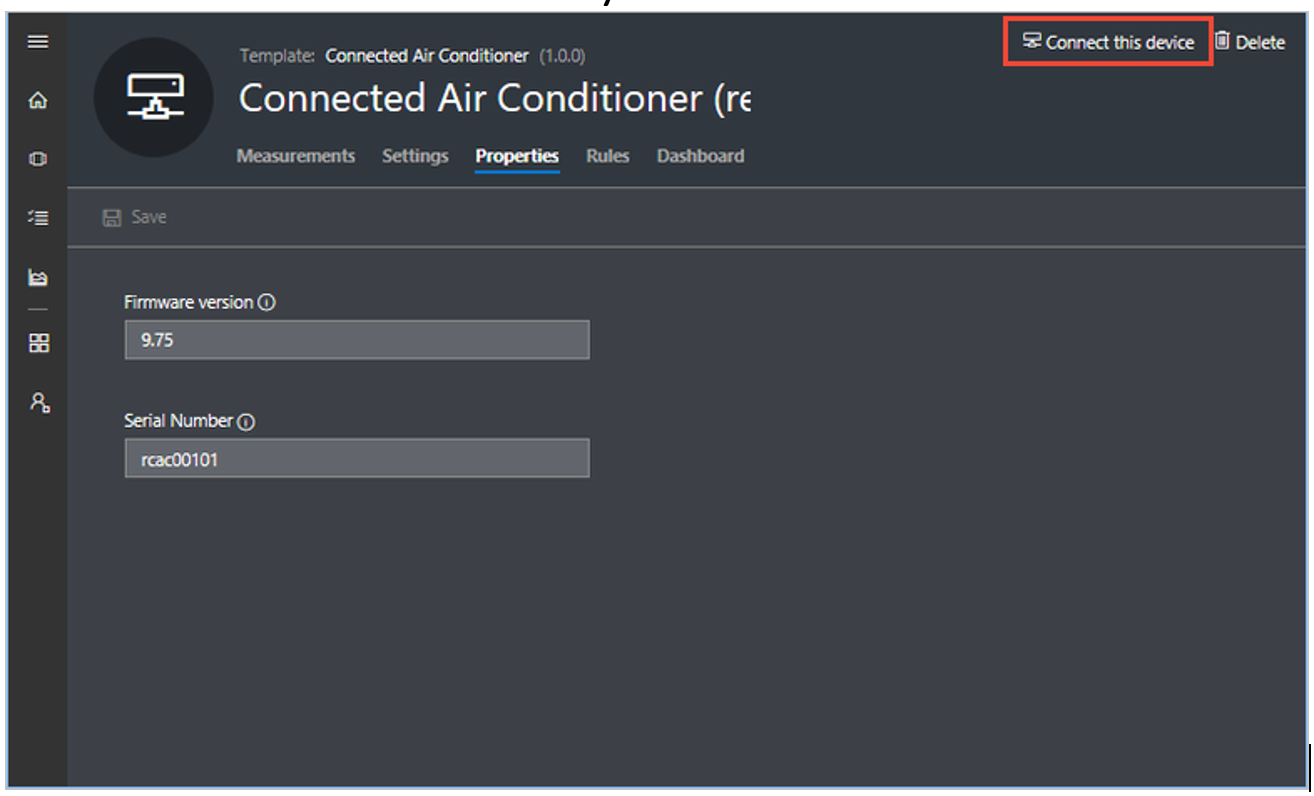 Connect this device Delete
Template: Connected Air Conditioner (1.0.0)
Connected Air Conditioner (re
Measurements Settings Properties Rules Dashboard
Save
Firmware version
9.75
Serial Number
rcac00101